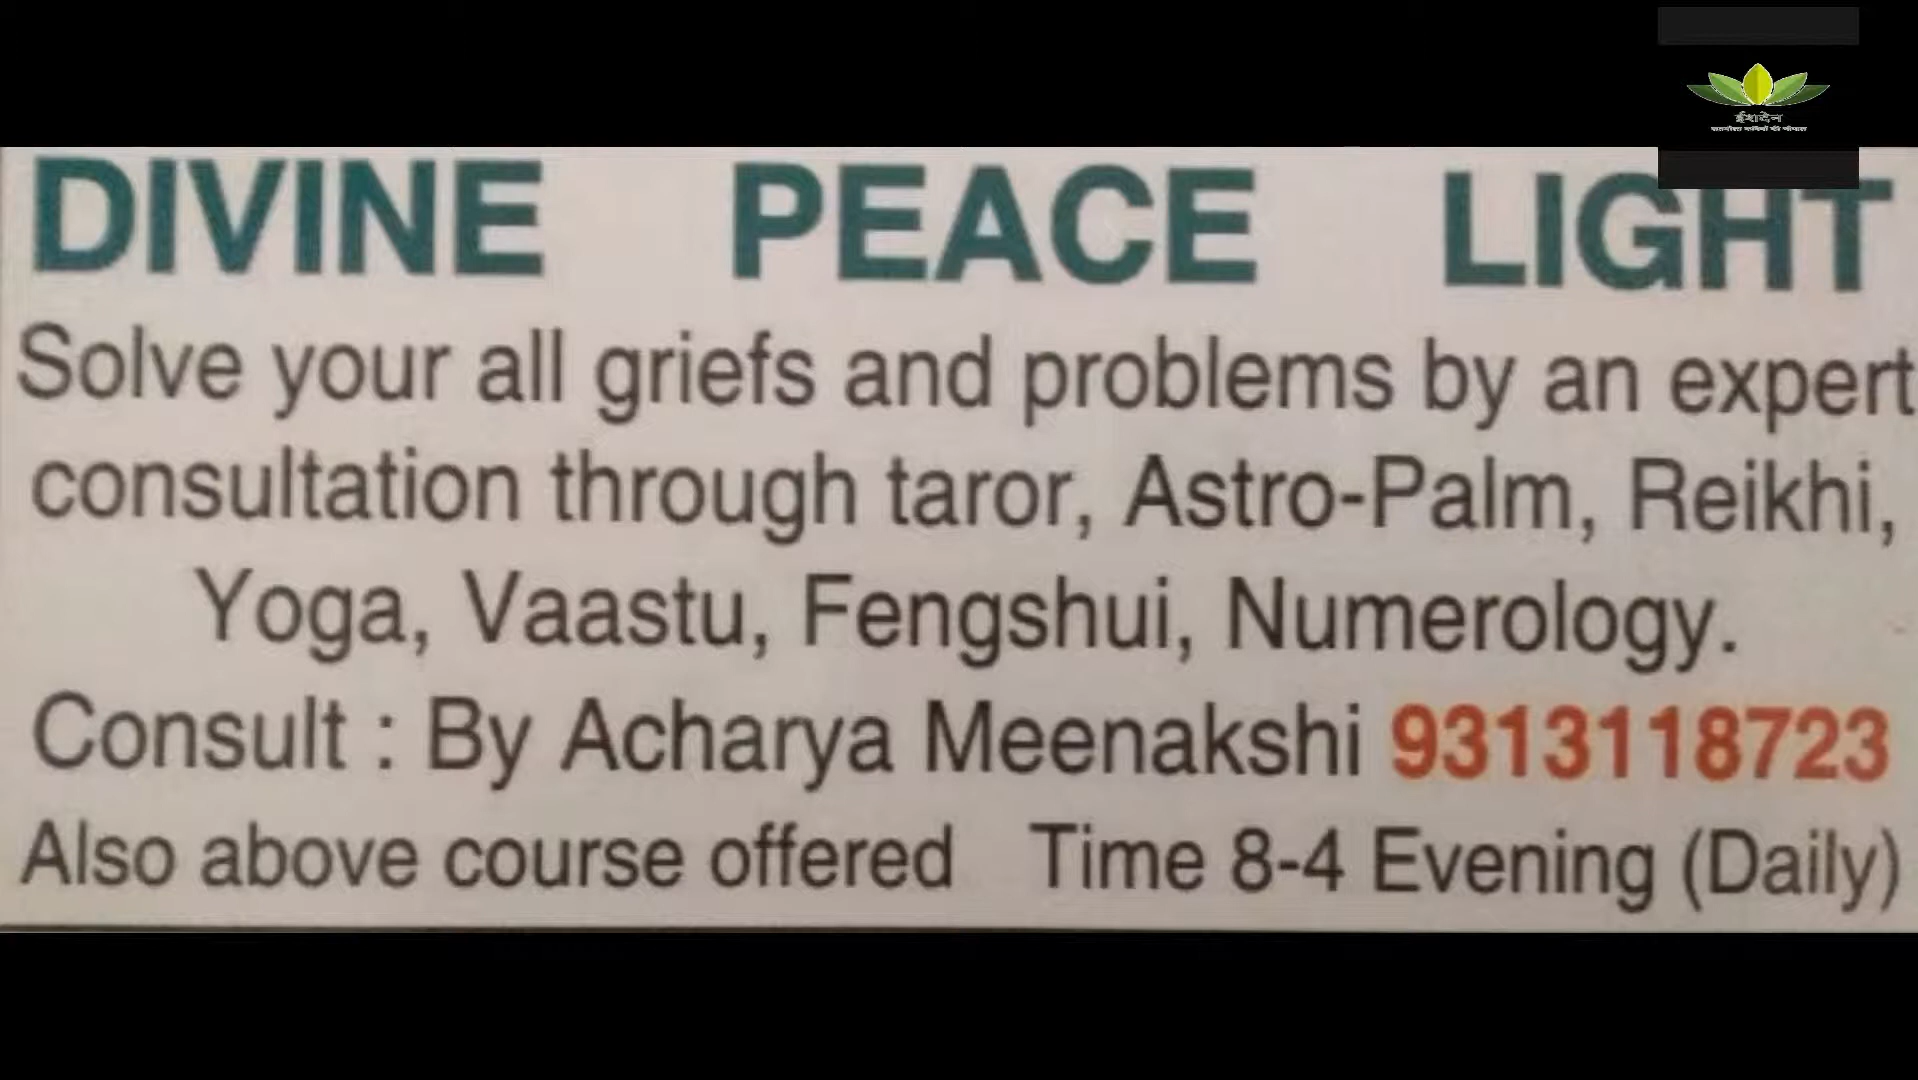 ईशदेन
DIVINE PEACE LIGHT
Solve your all griefs and problems by an expert
consultation through taror, Astro-Palm, Reikhi,
Yoga, Vaastu, Fengshui, Numerology.
Consult : By Acharya Meenakshi 9313118723
Also above course offered Time 8-4 Evening (Daily)